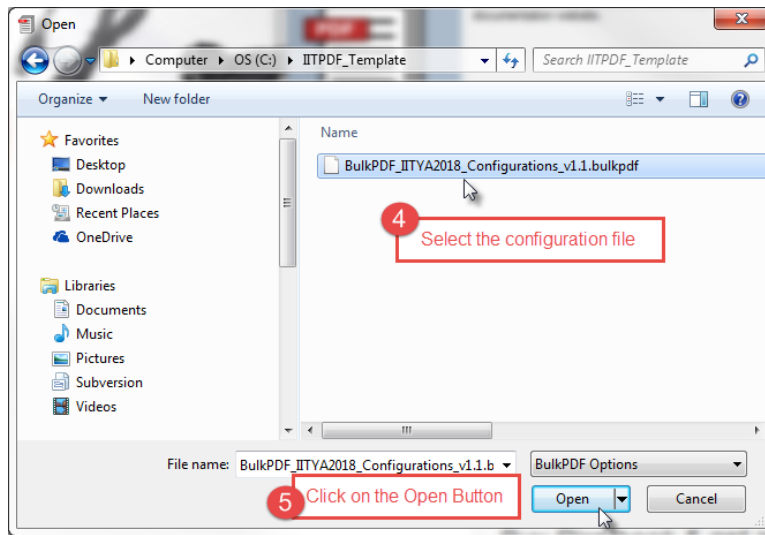 PDF
Open
Computer
OS (C:)
IITPDF_Template
Search IITPDF_Template
Organize
New folder
Favorites
Desktop
Downloads
Recent Places
OneDrive
Libraries
Documents
Music
Pictures
Subversion
Videos
Name
BulkPDF_IITYA2018_Configurations_v1.1.bulkpdf
4
Select the configuration file
File name:
BulkPDF_IITYA2018_Configurations_v1.1.b
BulkPDF Options
5
Click on the Open Button
Open
Cancel